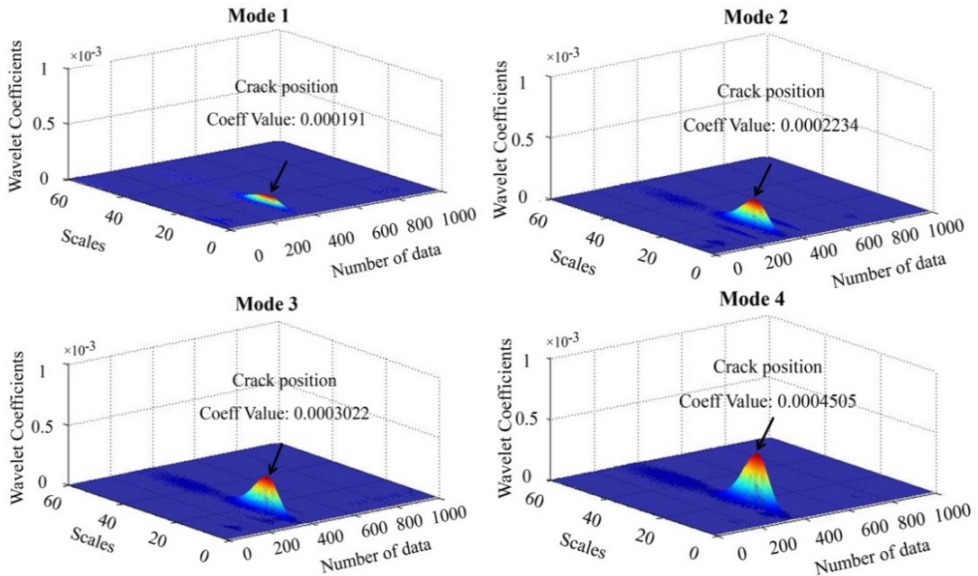 Mode 1
×10⁻³
1
0.5
0
Wavelet Coefficients
Crack position
Coeff Value: 0.000191
60
40
20
0
Scales
0
200
400
600
800
1000
Number of data
Mode 2
×10⁻³
1
0.5
0
Wavelet Coefficients
Crack position
Coeff Value: 0.0002234
60
40
20
0
Scales
0
200
400
600
800
1000
Number of data
Mode 3
×10⁻³
1
0.5
0
Wavelet Coefficients
Crack position
Coeff Value: 0.0003022
60
40
20
0
Scales
0
200
400
600
800
1000
Number of data
Mode 4
×10⁻³
1
0.5
0
Wavelet Coefficients
Crack position
Coeff Value: 0.0004505
60
40
20
0
Scales
0
200
400
600
800
1000
Number of data